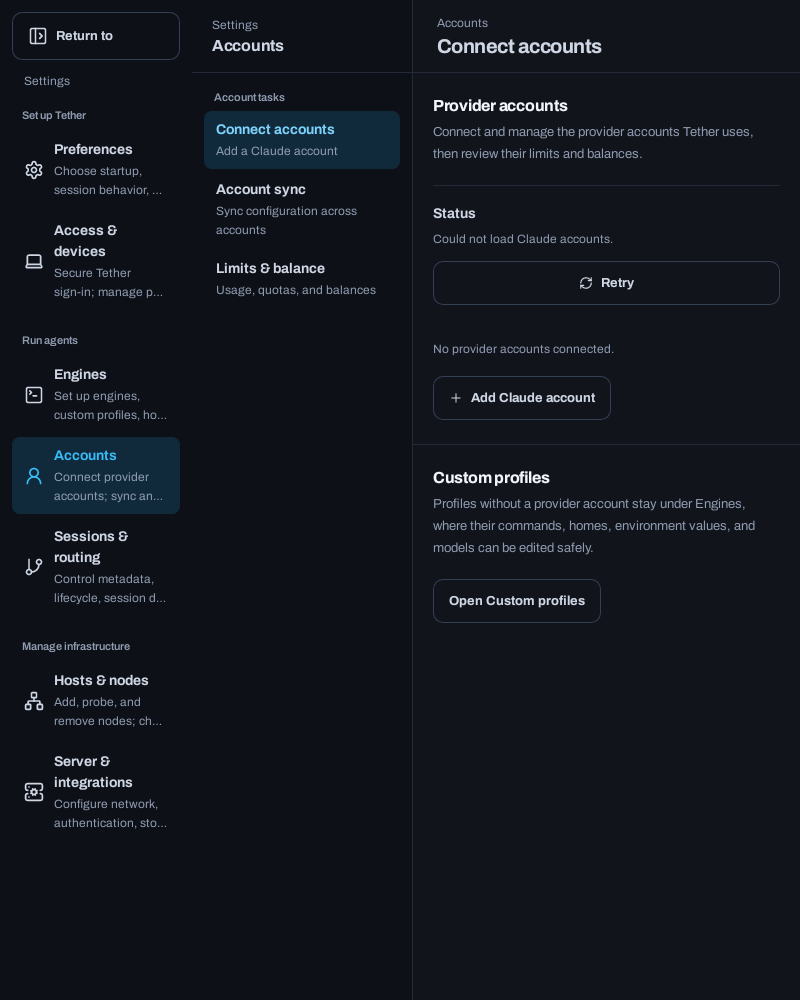 Return to
Settings
Set up Tether
Preferences
Choose startup,
session behavior, ...
Access &
devices
Secure Tether
sign-in; manage p...
Run agents
Engines
Set up engines,
custom profiles, ho...
Accounts
Connect provider
accounts; sync an...
Sessions &
routing
Control metadata,
lifecycle, session d...
Manage infrastructure
Hosts & nodes
Add, probe, and
remove nodes; ch...
Server &
integrations
Configure network,
authentication, sto...
Settings
Accounts
Account tasks
Connect accounts
Add a Claude account
Account sync
Sync configuration across
accounts
Limits & balance
Usage, quotas, and balances
Accounts
Connect accounts
Provider accounts
Connect and manage the provider accounts Tether uses,
then review their limits and balances.
Status
Could not load Claude accounts.
Retry
No provider accounts connected.
Add Claude account
Custom profiles
Profiles without a provider account stay under Engines,
where their commands, homes, environment values, and
models can be edited safely.
Open Custom profiles